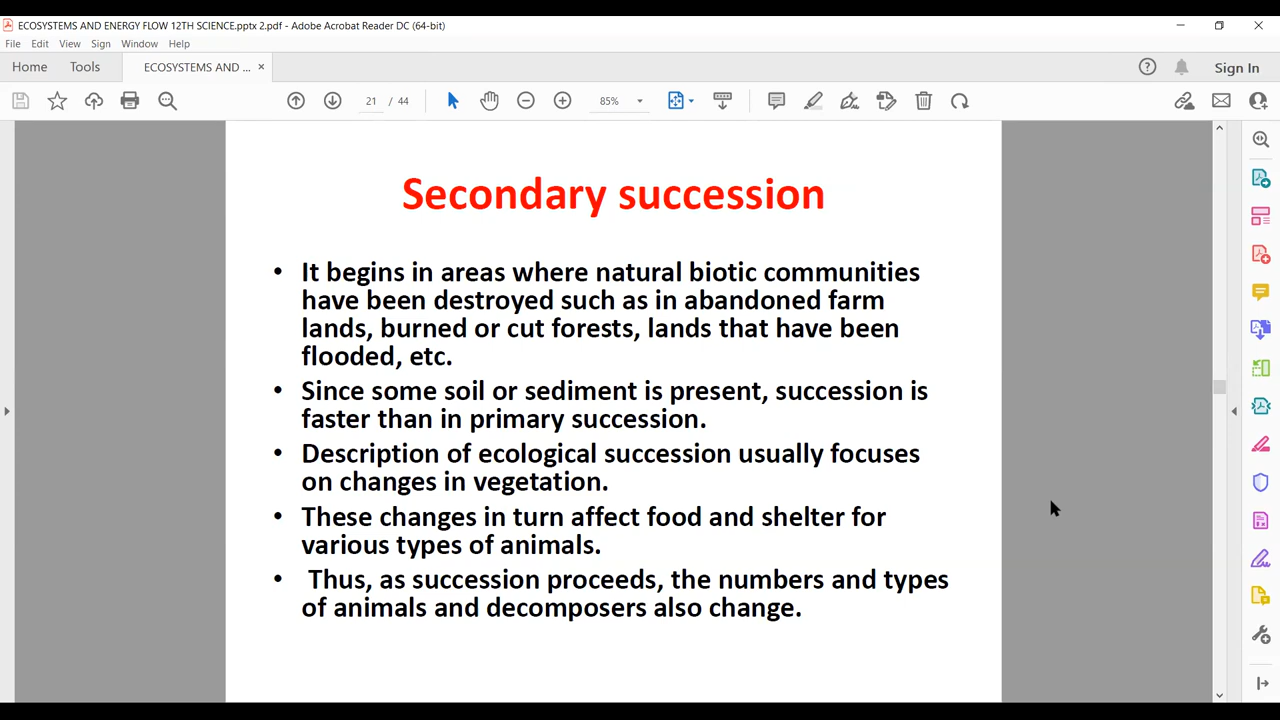 ECOSYSTEMS AND ENERGY FLOW 12TH SCIENCE.pptx 2.pdf - Adobe Acrobat Reader DC (64-bit)
File Edit View Sign Window Help
Home Tools ECOSYSTEMS AND ... × Sign In
21 / 44 85%
Secondary succession
• It begins in areas where natural biotic communities
have been destroyed such as in abandoned farm
lands, burned or cut forests, lands that have been
flooded, etc.
• Since some soil or sediment is present, succession is
faster than in primary succession.
• Description of ecological succession usually focuses
on changes in vegetation.
• These changes in turn affect food and shelter for
various types of animals.
• Thus, as succession proceeds, the numbers and types
of animals and decomposers also change.